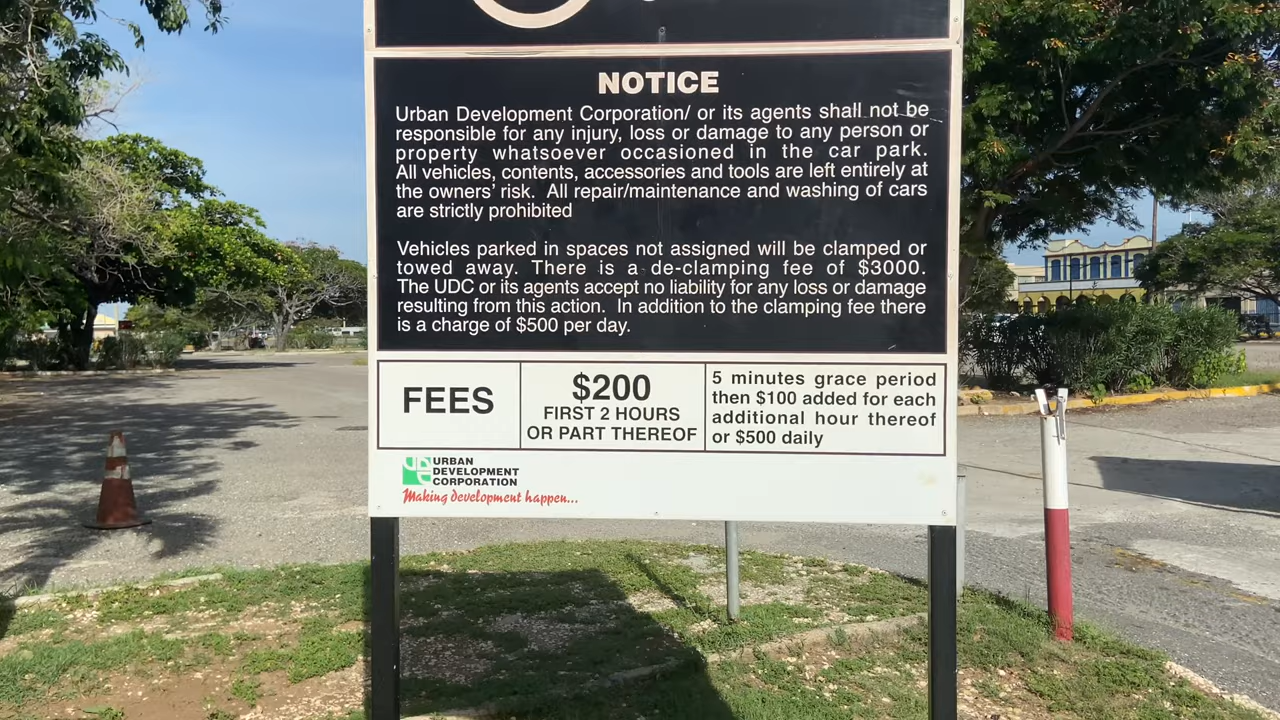 NOTICE
Urban Development Corporation/ or its agents shall not be
responsible for any injury, loss or damage to any person or
property whatsoever occasioned in the car park.
All vehicles, contents, accessories and tools are left entirely at
the owners' risk. All repair/maintenance and washing of cars
are strictly prohibited
Vehicles parked in spaces not assigned will be clamped or
towed away. There is a de-clamping fee of $3000.
The UDC or its agents accept no liability for any loss or damage
resulting from this action. In addition to the clamping fee there
is a charge of $500 per day.
FEES
$200
FIRST 2 HOURS
OR PART THEREOF
5 minutes grace period
then $100 added for each
additional hour thereof
or $500 daily
URBAN
DEVELOPMENT
CORPORATION
Making development happen...